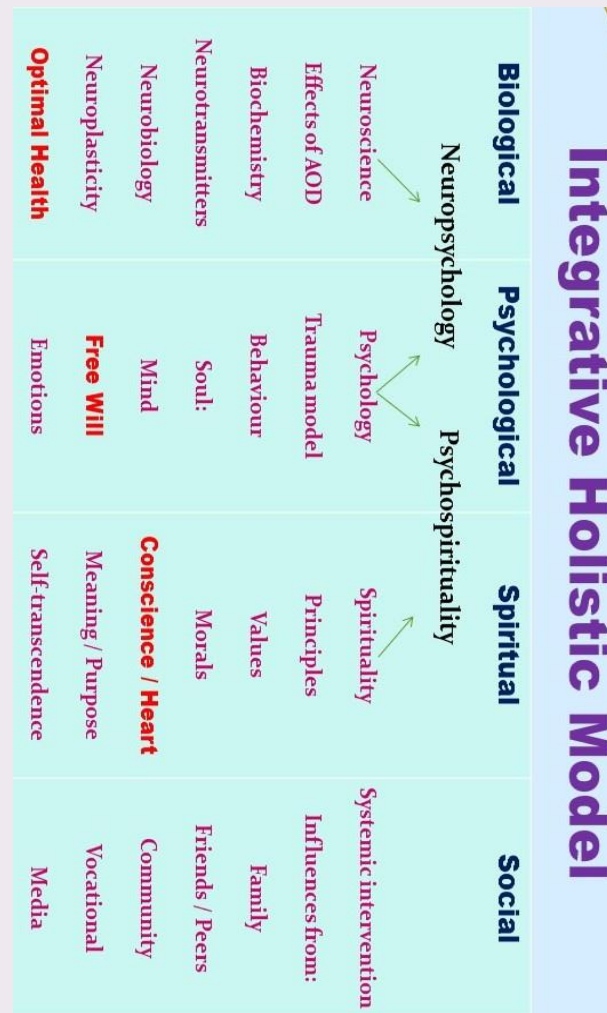 Integrative Holistic Model
Biological Psychological Spiritual Social
Neuropsychology Psychospirituality
Neuroscience Psychology Spirituality Systemic intervention
Effects of AOD Trauma model Principles Influences from:
Biochemistry Behaviour Values Family
Neurotransmitters Soul: Morals Friends / Peers
Neurobiology Mind Conscience / Heart Community
Neuroplasticity Free Will Meaning / Purpose Vocational
Optimal Health Emotions Self-transcendence Media